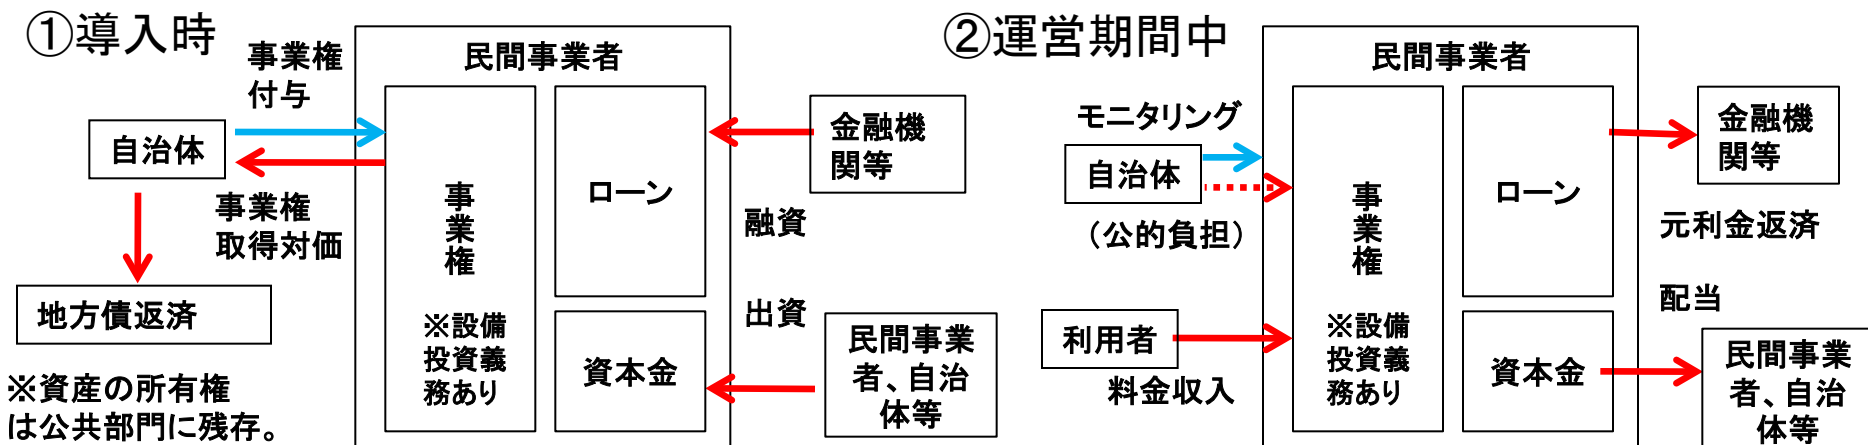 ①導入時
事業権
付与
民間事業者
自治体
金融機
関等
ローン
事
業
権
事業権
取得対価
融資
地方債返済
出資
※設備
投資義
務あり
資本金
民間事業
者、自治
体等
※資産の所有権
は公共部門に残存。
②運営期間中
民間事業者
モニタリング
自治体
(公的負担)
金融機
関等
ローン
事
業
権
元利金返済
配当
利用者
料金収入
※設備
投資義
務あり
資本金
民間事業
者、自治
体等